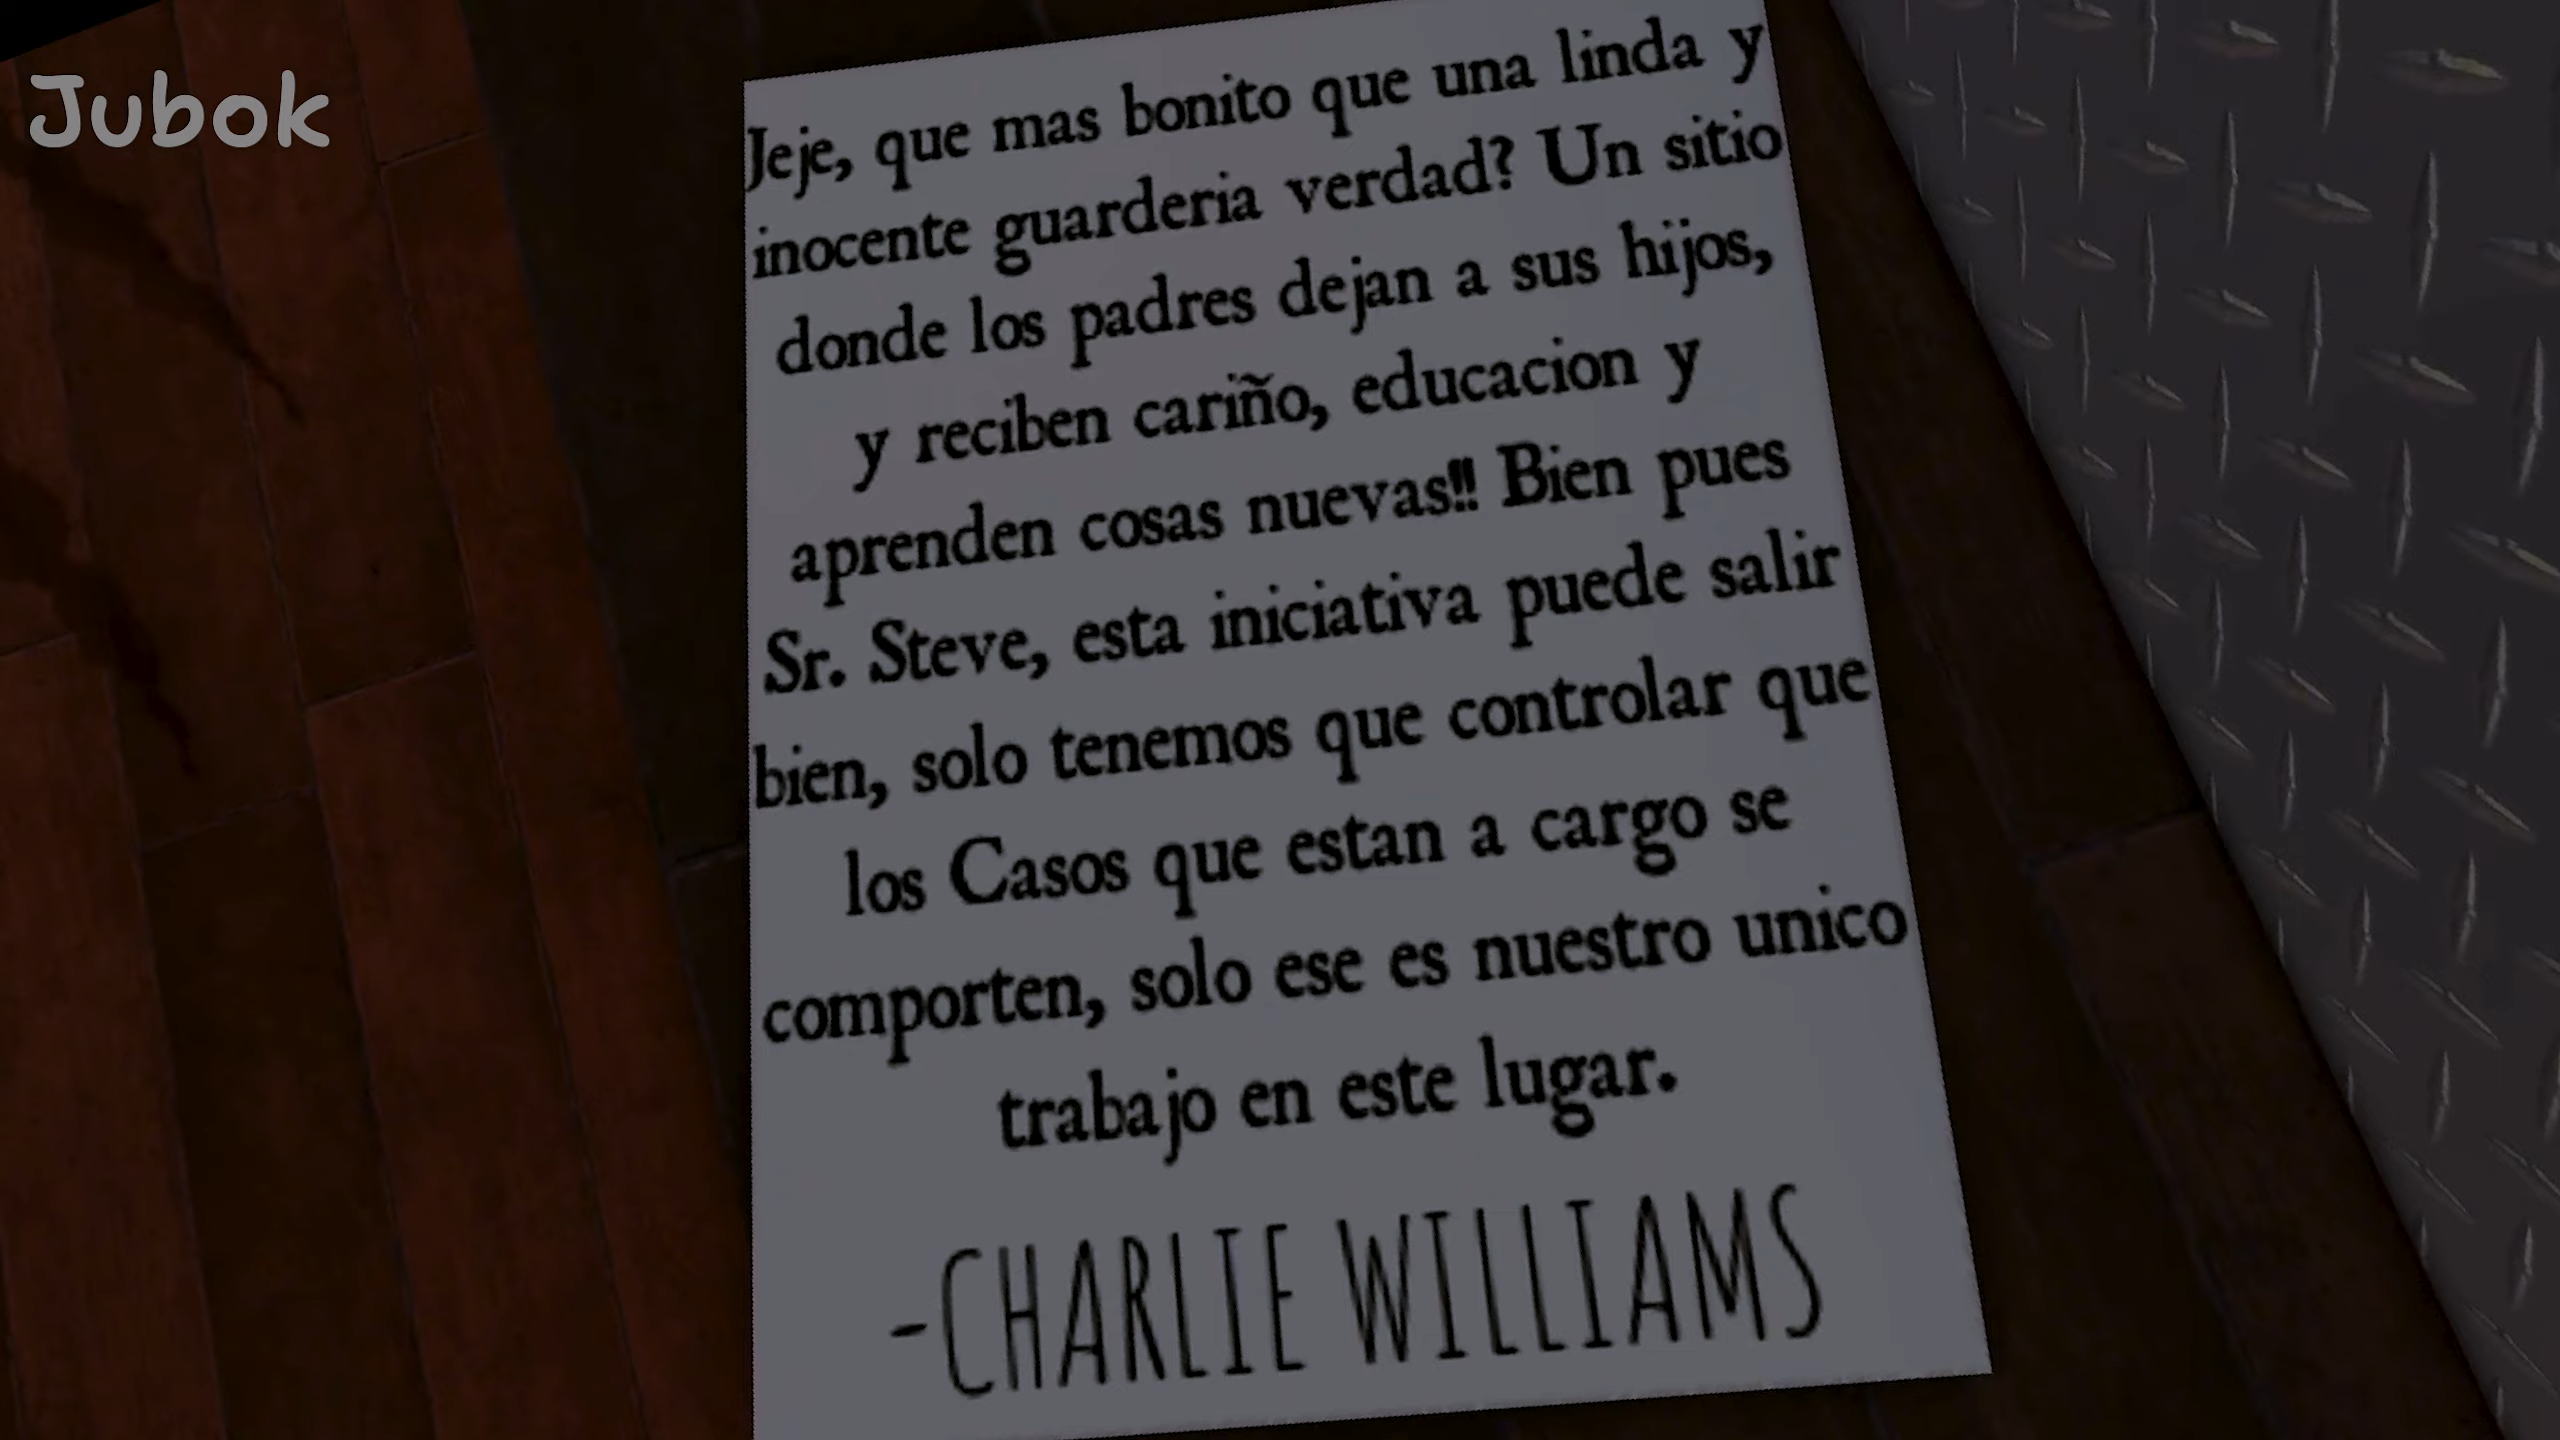 Jubok
Jeje, que mas bonito que una linda y
inocente guarderia verdad? Un sitio
donde los padres dejan a sus hijos,
y reciben cariño, educacion y
aprenden cosas nuevas!! Bien pues
Sr. Steve, esta iniciativa puede salir
bien, solo tenemos que controlar que
los Casos que estan a cargo se
comporten, solo ese es nuestro unico
trabajo en este lugar.
-CHARLIE WILLIAMS